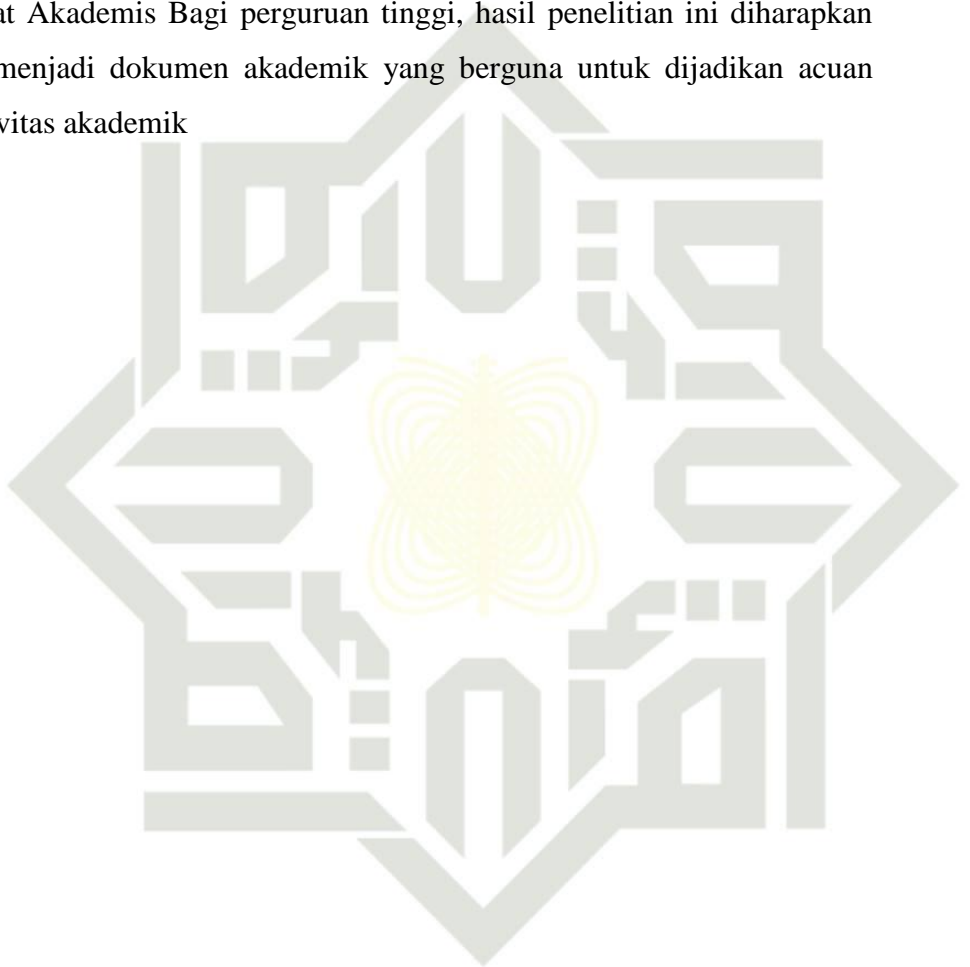 at Akademis Bagi perguruan tinggi, hasil penelitian ini diharapkan
menjadi dokumen akademik yang berguna untuk dijadikan acuan
vitas akademik